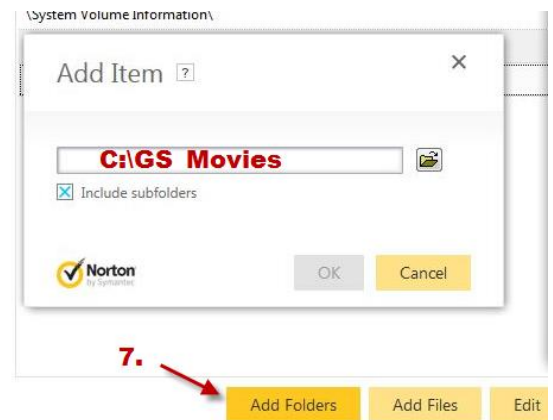 \System Volume Information\
Add Item ?
C:\GS Movies
Include subfolders
Norton
by Symantec
OK Cancel
7.
Add Folders Add Files Edit